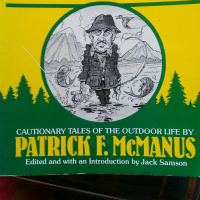 CAUTIONARY TALES OF THE OUTDOOR LIFE BY
PATRICK F. McMANUS
Edited and with an Introduction by Jack Samson